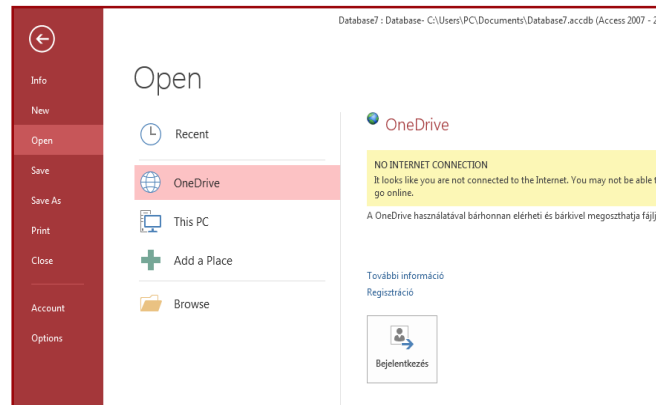 Database7 : Database- C:\Users\PC\Documents\Database7.accdb (Access 2007 -
Info
New
Open
Save
Save As
Print
Close
Account
Options
Open
Recent
OneDrive
This PC
Add a Place
Browse
OneDrive
NO INTERNET CONNECTION
It looks like you are not connected to the Internet. You may not be able
go online.
A OneDrive használatával bárhonnan elérheti és bárkivel megoszthatja
További információ
Regisztráció
Bejelentkezés